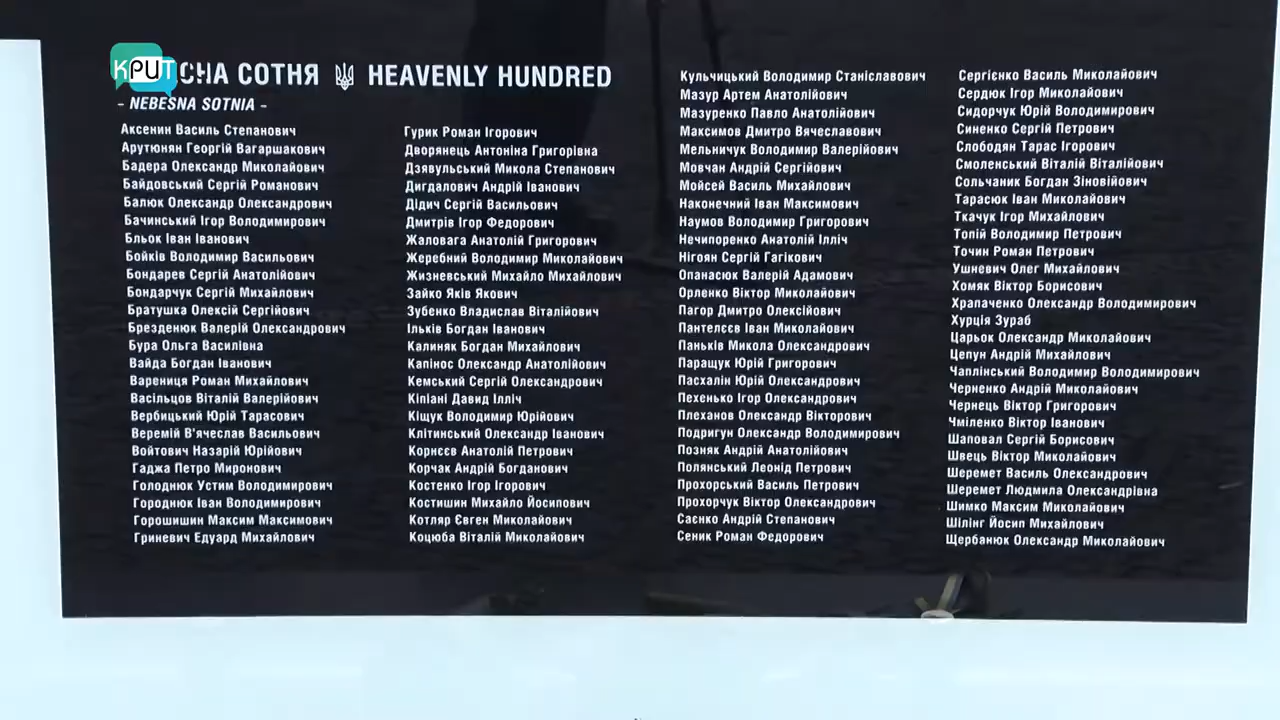 КРИТ
СНА СОТНЯ HEAVENLY HUNDRED
- NEBESNA SOTNIA -
Аксенин Василь Степанович
Арутюнян Георгій Вагаршакович
Бадера Олександр Миколайович
Байдовський Сергій Романович
Балюк Олександр Олександрович
Бачинський Ігор Володимирович
Бльок Іван Іванович
Бойків Володимир Васильович
Бондарев Сергій Анатолійович
Бондарчук Сергій Михайлович
Братушка Олексій Сергійович
Брезденюк Валерій Олександрович
Бура Ольга Василівна
Вайда Богдан Іванович
Варениця Роман Михайлович
Васільцов Віталій Валерійович
Вербицький Юрій Тарасович
Веремій В'ячеслав Васильович
Войтович Назарій Юрійович
Гаджа Петро Миронович
Голоднюк Устим Володимирович
Городнюк Іван Володимирович
Горошишин Максим Максимович
Гриневич Едуард Михайлович
Гурик Роман Ігорович
Дворянець Антоніна Григорівна
Дзявульський Микола Степанович
Дигдалович Андрій Іванович
Дідич Сергій Васильович
Дмитрів Ігор Федорович
Жаловага Анатолій Григорович
Жеребний Володимир Миколайович
Жизневський Михайло Михайлович
Зайко Яків Якович
Зубенко Владислав Віталійович
Ільків Богдан Іванович
Калиняк Богдан Михайлович
Капінос Олександр Анатолійович
Кемський Сергій Олександрович
Кіпіані Давид Ілліч
Кіщук Володимир Юрійович
Клітинський Олександр Іванович
Корнєєв Анатолій Петрович
Корчак Андрій Богданович
Костенко Ігор Ігорович
Костишин Михайло Йосипович
Котляр Євген Миколайович
Коцюба Віталій Миколайович
Кульчицький Володимир Станіславович
Мазур Артем Анатолійович
Мазуренко Павло Анатолійович
Максимов Дмитро Вячеславович
Мельничук Володимир Валерійович
Мовчан Андрій Сергійович
Мойсей Василь Михайлович
Наконечний Іван Максимович
Наумов Володимир Григорович
Нечипоренко Анатолій Ілліч
Нігоян Сергій Гагікович
Опанасюк Валерій Адамович
Орленко Віктор Миколайович
Пагор Дмитро Олексійович
Пантелєєв Іван Миколайович
Паньків Микола Олександрович
Паращук Юрій Григорович
Пасхалін Юрій Олександрович
Пехенько Ігор Олександрович
Плеханов Олександр Вікторович
Подригун Олександр Володимирович
Позняк Андрій Анатолійович
Полянський Леонід Петрович
Прохорський Василь Петрович
Прохорчук Віктор Олександрович
Саєнко Андрій Степанович
Сеник Роман Федорович
Сергієнко Василь Миколайович
Сердюк Ігор Миколайович
Сидорчук Юрій Володимирович
Синенко Сергій Петрович
Слободян Тарас Ігорович
Смоленський Віталій Віталійович
Сольчаник Богдан Зіновійович
Тарасюк Іван Миколайович
Ткачук Ігор Михайлович
Топій Володимир Петрович
Точин Роман Петрович
Ушневич Олег Михайлович
Хомяк Віктор Борисович
Храпаченко Олександр Володимирович
Хурція Зураб
Царьок Олександр Миколайович
Цепун Андрій Михайлович
Чаплінський Володимир Володимирович
Черненко Андрій Миколайович
Чернець Віктор Григорович
Чміленко Віктор Іванович
Шаповал Сергій Борисович
Швець Віктор Миколайович
Шеремет Василь Олександрович
Шеремет Людмила Олександрівна
Шимко Максим Миколайович
Шілінг Йосип Михайлович
Щербанюк Олександр Миколайович